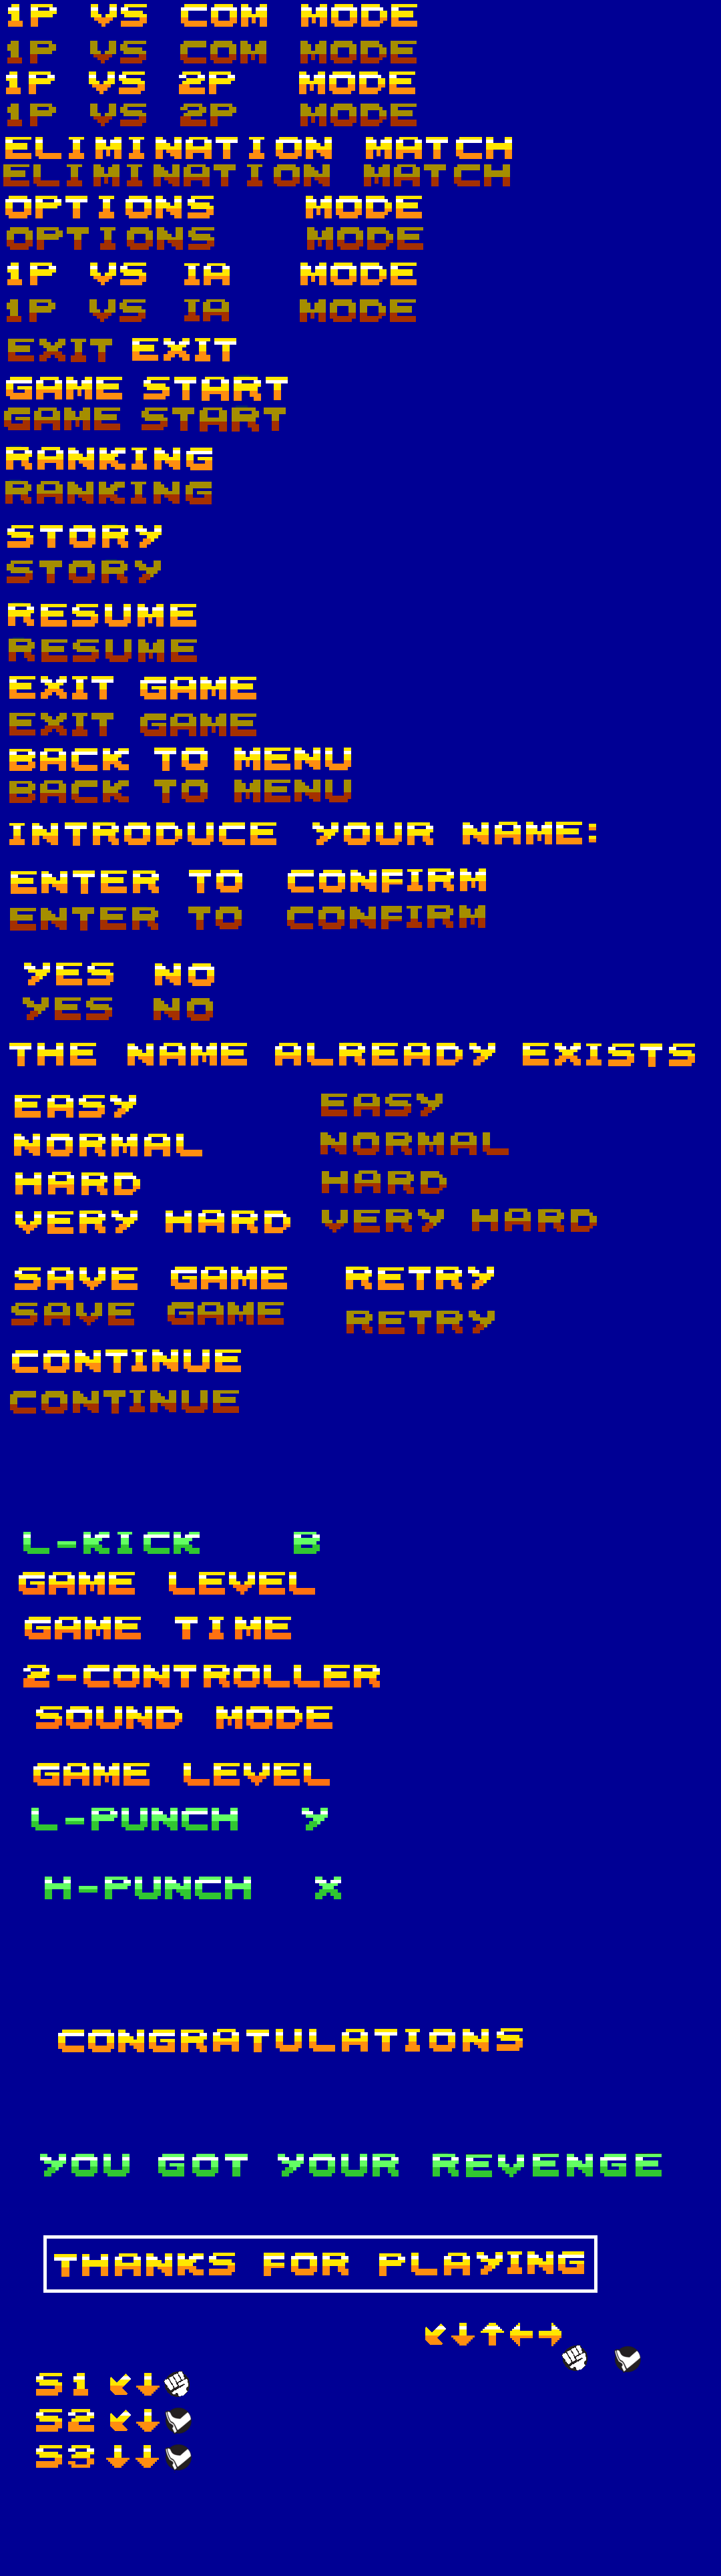 1P VS COM MODE
1P VS COM MODE
1P VS 2P MODE
1P VS 2P MODE
ELIMINATION MATCH
ELIMINATION MATCH
OPTIONS MODE
OPTIONS MODE
1P VS IA MODE
1P VS IA MODE
EXIT EXIT
GAME START
GAME START
RANKING
RANKING
STORY
STORY
RESUME
RESUME
EXIT GAME
EXIT GAME
BACK TO MENU
BACK TO MENU
INTRODUCE YOUR NAME:
ENTER TO CONFIRM
ENTER TO CONFIRM
YES NO
YES NO
THE NAME ALREADY EXISTS
EASY EASY
NORMAL NORMAL
HARD HARD
VERY HARD VERY HARD
SAVE GAME RETRY
SAVE GAME RETRY
CONTINUE
CONTINUE
L-KICK B
GAME LEVEL
GAME TIME
2-CONTROLLER
SOUND MODE
GAME LEVEL
L-PUNCH Y
H-PUNCH X
CONGRATULATIONS
YOU GOT YOUR REVENGE
THANKS FOR PLAYING
↙↓↑←→
S1 ↙↓
S2 ↙↓
S3 ↓↓